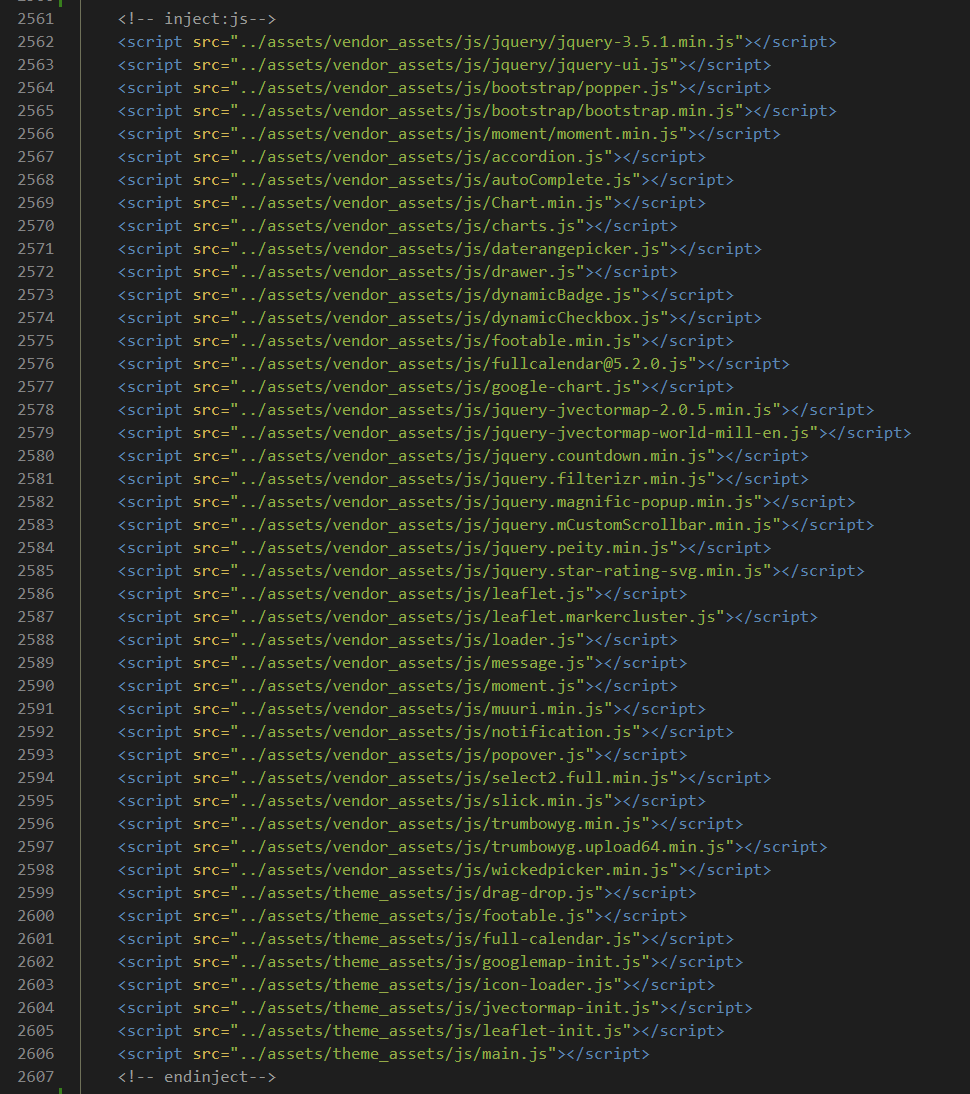 2561 <!-- inject:js-->
2562 <script src="../assets/vendor_assets/js/jquery/jquery-3.5.1.min.js"></script>
2563 <script src="../assets/vendor_assets/js/jquery/jquery-ui.js"></script>
2564 <script src="../assets/vendor_assets/js/bootstrap/popper.js"></script>
2565 <script src="../assets/vendor_assets/js/bootstrap/bootstrap.min.js"></script>
2566 <script src="../assets/vendor_assets/js/moment/moment.min.js"></script>
2567 <script src="../assets/vendor_assets/js/accordion.js"></script>
2568 <script src="../assets/vendor_assets/js/autoComplete.js"></script>
2569 <script src="../assets/vendor_assets/js/Chart.min.js"></script>
2570 <script src="../assets/vendor_assets/js/charts.js"></script>
2571 <script src="../assets/vendor_assets/js/daterangepicker.js"></script>
2572 <script src="../assets/vendor_assets/js/drawer.js"></script>
2573 <script src="../assets/vendor_assets/js/dynamicBadge.js"></script>
2574 <script src="../assets/vendor_assets/js/dynamicCheckbox.js"></script>
2575 <script src="../assets/vendor_assets/js/footable.min.js"></script>
2576 <script src="../assets/vendor_assets/js/fullcalendar@5.2.0.js"></script>
2577 <script src="../assets/vendor_assets/js/google-chart.js"></script>
2578 <script src="../assets/vendor_assets/js/jquery-jvectormap-2.0.5.min.js"></script>
2579 <script src="../assets/vendor_assets/js/jquery-jvectormap-world-mill-en.js"></script>
2580 <script src="../assets/vendor_assets/js/jquery.countdown.min.js"></script>
2581 <script src="../assets/vendor_assets/js/jquery.filterizr.min.js"></script>
2582 <script src="../assets/vendor_assets/js/jquery.magnific-popup.min.js"></script>
2583 <script src="../assets/vendor_assets/js/jquery.mCustomScrollbar.min.js"></script>
2584 <script src="../assets/vendor_assets/js/jquery.peity.min.js"></script>
2585 <script src="../assets/vendor_assets/js/jquery.star-rating-svg.min.js"></script>
2586 <script src="../assets/vendor_assets/js/leaflet.js"></script>
2587 <script src="../assets/vendor_assets/js/leaflet.markercluster.js"></script>
2588 <script src="../assets/vendor_assets/js/loader.js"></script>
2589 <script src="../assets/vendor_assets/js/message.js"></script>
2590 <script src="../assets/vendor_assets/js/moment.js"></script>
2591 <script src="../assets/vendor_assets/js/muuri.min.js"></script>
2592 <script src="../assets/vendor_assets/js/notification.js"></script>
2593 <script src="../assets/vendor_assets/js/popover.js"></script>
2594 <script src="../assets/vendor_assets/js/select2.full.min.js"></script>
2595 <script src="../assets/vendor_assets/js/slick.min.js"></script>
2596 <script src="../assets/vendor_assets/js/trumbowyg.min.js"></script>
2597 <script src="../assets/vendor_assets/js/trumbowyg.upload64.min.js"></script>
2598 <script src="../assets/vendor_assets/js/wickedpicker.min.js"></script>
2599 <script src="../assets/theme_assets/js/drag-drop.js"></script>
2600 <script src="../assets/theme_assets/js/footable.js"></script>
2601 <script src="../assets/theme_assets/js/full-calendar.js"></script>
2602 <script src="../assets/theme_assets/js/googlemap-init.js"></script>
2603 <script src="../assets/theme_assets/js/icon-loader.js"></script>
2604 <script src="../assets/theme_assets/js/jvectormap-init.js"></script>
2605 <script src="../assets/theme_assets/js/leaflet-init.js"></script>
2606 <script src="../assets/theme_assets/js/main.js"></script>
2607 <!-- endinject-->